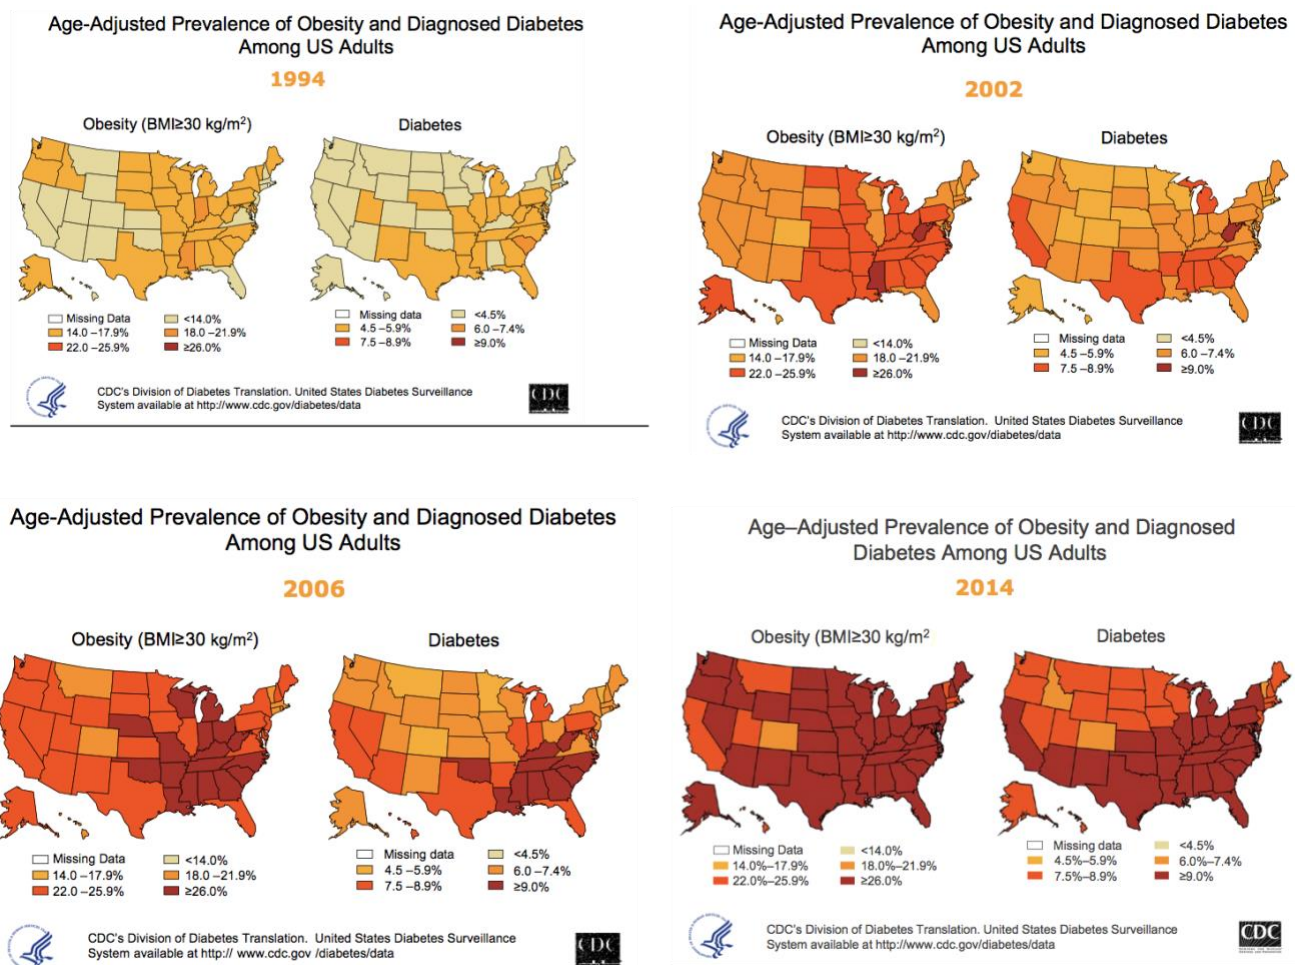 Age-Adjusted Prevalence of Obesity and Diagnosed Diabetes
Among US Adults
1994
Obesity (BMI≥30 kg/m²)
Diabetes
Missing Data
<14.0%
14.0 –17.9%
18.0 –21.9%
22.0 –25.9%
≥26.0%
Missing data
<4.5%
4.5 –5.9%
6.0 –7.4%
7.5 –8.9%
≥9.0%
CDC's Division of Diabetes Translation. United States Diabetes Surveillance
System available at http://www.cdc.gov/diabetes/data
CDC
Age-Adjusted Prevalence of Obesity and Diagnosed Diabetes
Among US Adults
2002
Obesity (BMI≥30 kg/m²)
Diabetes
Missing Data
<14.0%
14.0 –17.9%
18.0 –21.9%
22.0 –25.9%
≥26.0%
Missing data
<4.5%
4.5 –5.9%
6.0 –7.4%
7.5 –8.9%
≥9.0%
CDC's Division of Diabetes Translation. United States Diabetes Surveillance
System available at http://www.cdc.gov/diabetes/data
CDC
Age-Adjusted Prevalence of Obesity and Diagnosed Diabetes
Among US Adults
2006
Obesity (BMI≥30 kg/m²)
Diabetes
Missing Data
<14.0%
14.0 –17.9%
18.0 –21.9%
22.0 –25.9%
≥26.0%
Missing data
<4.5%
4.5 –5.9%
6.0 –7.4%
7.5 –8.9%
≥9.0%
CDC's Division of Diabetes Translation. United States Diabetes Surveillance
System available at http:// www.cdc.gov /diabetes/data
CDC
Age–Adjusted Prevalence of Obesity and Diagnosed
Diabetes Among US Adults
2014
Obesity (BMI≥30 kg/m²
Diabetes
Missing Data
<14.0%
14.0%–17.9%
18.0%–21.9%
22.0%–25.9%
≥26.0%
Missing data
<4.5%
4.5%–5.9%
6.0%–7.4%
7.5%–8.9%
≥9.0%
CDC's Division of Diabetes Translation. United States Diabetes Surveillance
System available at http://www.cdc.gov/diabetes/data
CDC